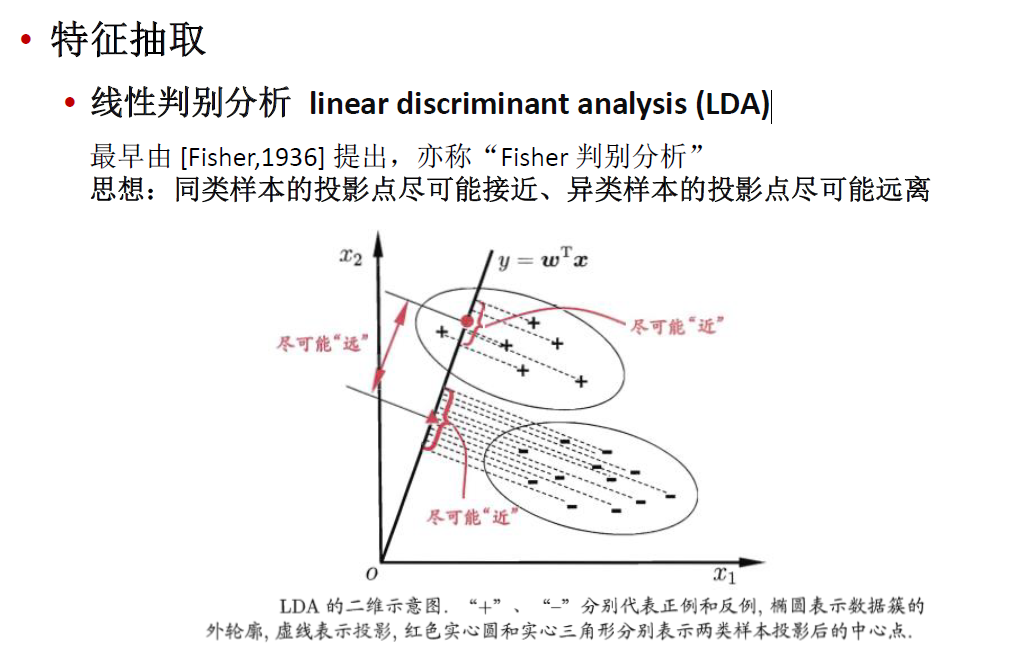 • 特征抽取
• 线性判别分析 linear discriminant analysis (LDA)
最早由 [Fisher,1936] 提出，亦称“Fisher 判别分析”
思想：同类样本的投影点尽可能接近、异类样本的投影点尽可能远离
x₂
y = wᵀx
尽可能“远”
尽可能“近”
尽可能“近”
O
x₁
LDA 的二维示意图. “+”、“–”分别代表正例和反例, 椭圆表示数据簇的
外轮廓, 虚线表示投影, 红色实心圆和实心三角形分别表示两类样本投影后的中心点.